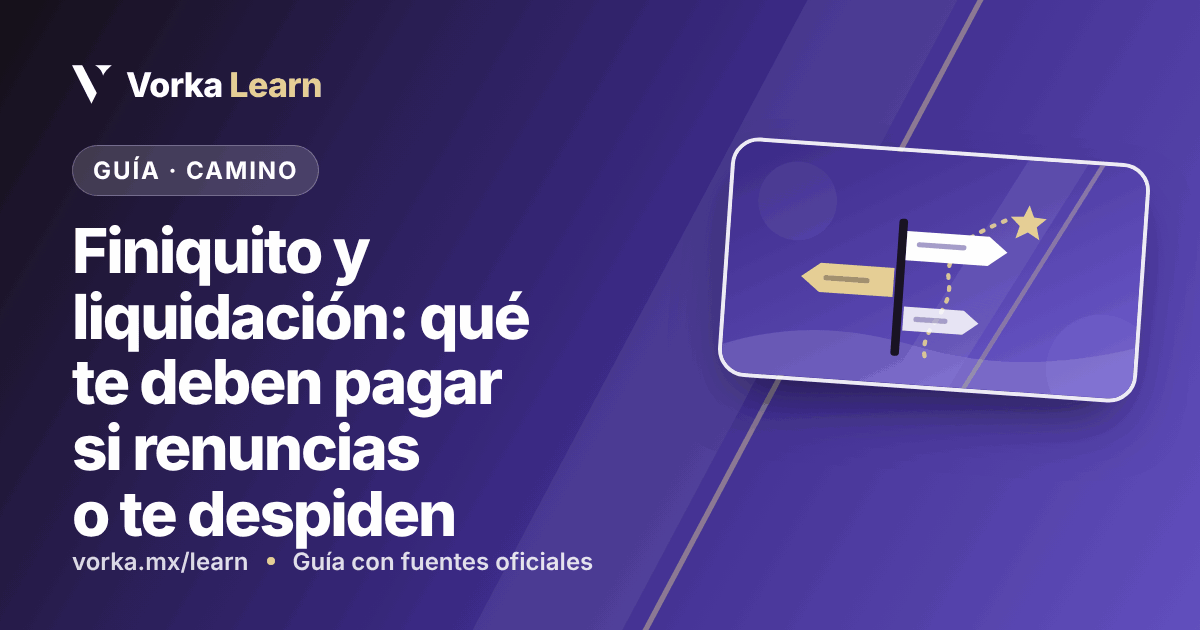 Vorka Learn
GUÍA · CAMINO
Finiquito y
liquidación: qué
te deben pagar
si renuncias
o te despiden
vorka.mx/learn • Guía con fuentes oficiales